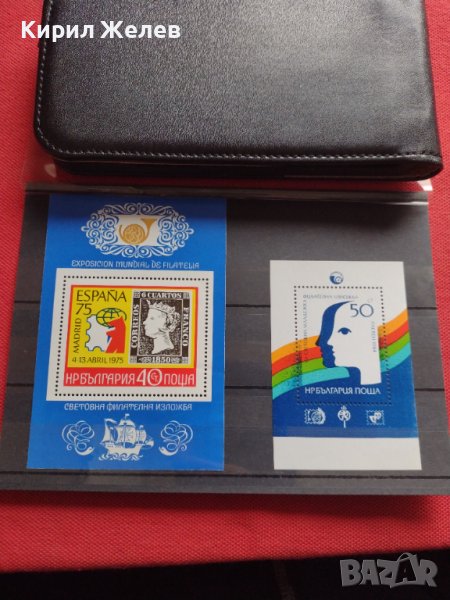 Кирил Желев
EXPOSICION MUNDIAL DE FILATELIA
ESPAÑA
75
MADRID
4-13 ABRIL 1975
6 CUARTOS
CORREOS
FRANCO
1850
НР БЪЛГАРИЯ 40 ПОЩА
СВЕТОВНА ФИЛАТЕЛНА ИЗЛОЖБА
50
НР БЪЛГАРИЯ ПОЩА
BAZAR